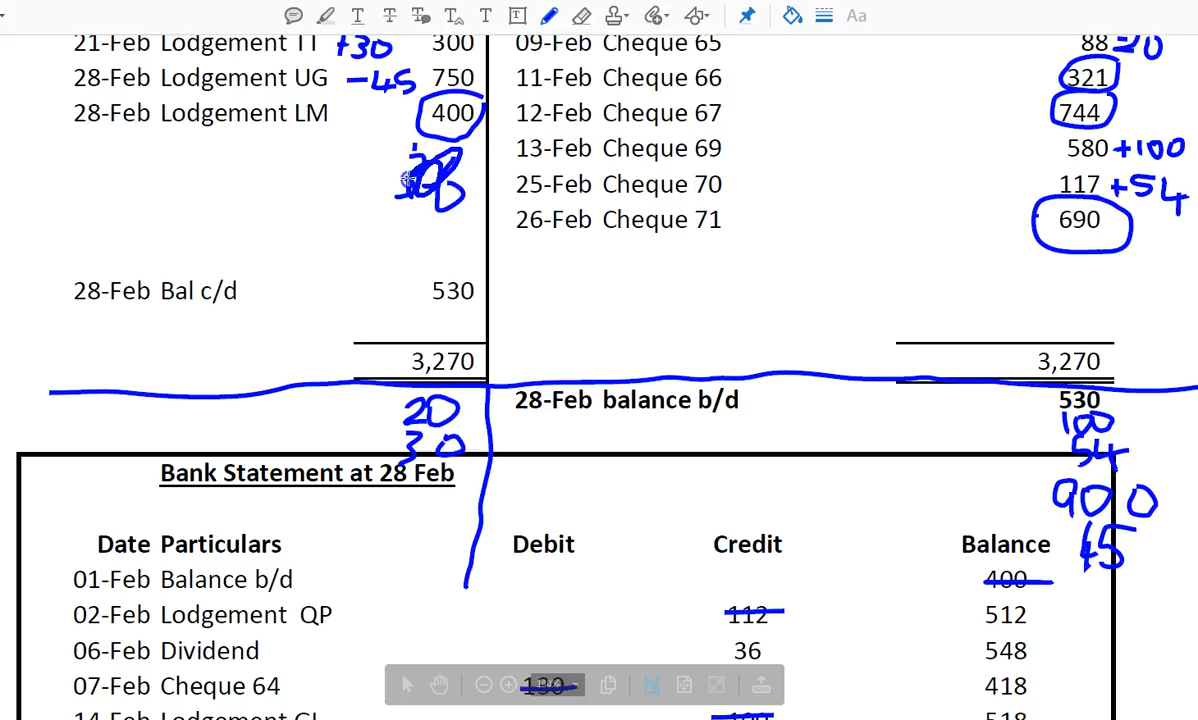 21-Feb Lodgement TT +30 300 09-Feb Cheque 65 88 -20
28-Feb Lodgement UG -45 750 11-Feb Cheque 66 321
28-Feb Lodgement LM 400 12-Feb Cheque 67 744
13-Feb Cheque 69 580 +100
25-Feb Cheque 70 117 +54
26-Feb Cheque 71 690
28-Feb Bal c/d 530
3,270 3,270
20 28-Feb balance b/d 530
30 100
54
Bank Statement at 28 Feb
900
Date Particulars Debit Credit Balance 45
01-Feb Balance b/d 400
02-Feb Lodgement QP 112 512
06-Feb Dividend 36 548
07-Feb Cheque 64 130 418